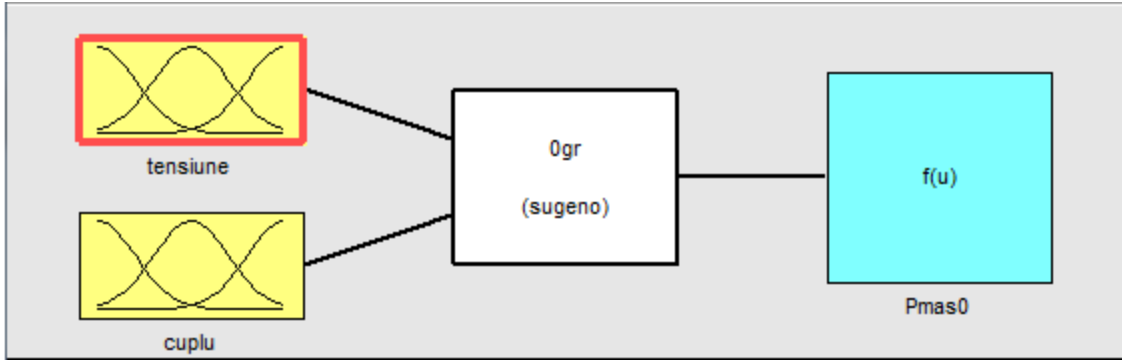 tensiune
cuplu
0gr
(sugeno)
f(u)
Pmas0